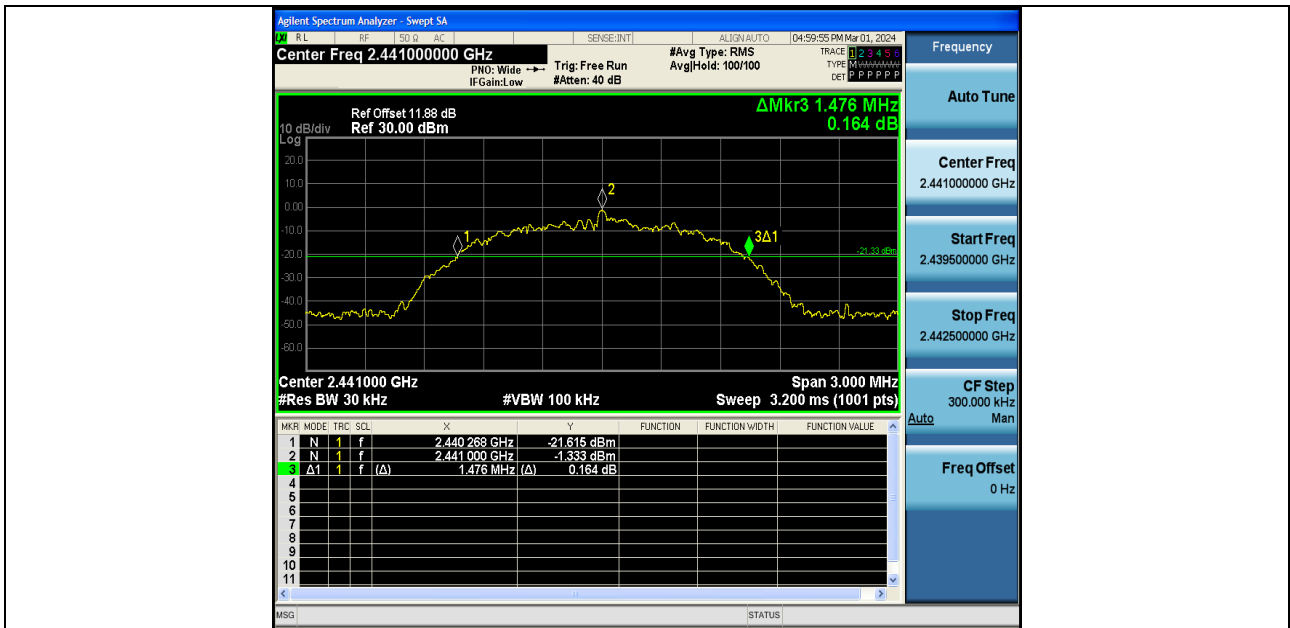 Agilent Spectrum Analyzer - Swept SA
RL RF 50 Ω AC SENSE:INT ALIGN AUTO 04:59:55 PM Mar 01, 2024
Center Freq 2.441000000 GHz
PNO: Wide
IFGain:Low
Trig: Free Run
#Atten: 40 dB
#Avg Type: RMS
Avg|Hold: 100/100
TRACE 1 2 3 4 5 6
TYPE M
DET P P P P P P
Frequency
Auto Tune
Center Freq
2.441000000 GHz
Start Freq
2.439500000 GHz
Stop Freq
2.442500000 GHz
CF Step
300.000 kHz
Auto Man
Freq Offset
0 Hz
ΔMkr3 1.476 MHz
0.164 dB
Ref Offset 11.88 dB
10 dB/div Ref 30.00 dBm
Log
20.0
10.0
0.00
-10.0
-20.0
-30.0
-40.0
-50.0
-60.0
1
2
3Δ1
-21.33 dBm
Center 2.441000 GHz Span 3.000 MHz
#Res BW 30 kHz #VBW 100 kHz Sweep 3.200 ms (1001 pts)
MKR MODE TRC SCL X Y FUNCTION FUNCTION WIDTH FUNCTION VALUE
1 N 1 f 2.440 268 GHz -21.615 dBm
2 N 1 f 2.441 000 GHz -1.333 dBm
3 Δ1 1 f (Δ) 1.476 MHz (Δ) 0.164 dB
4
5
6
7
8
9
10
11
MSG STATUS